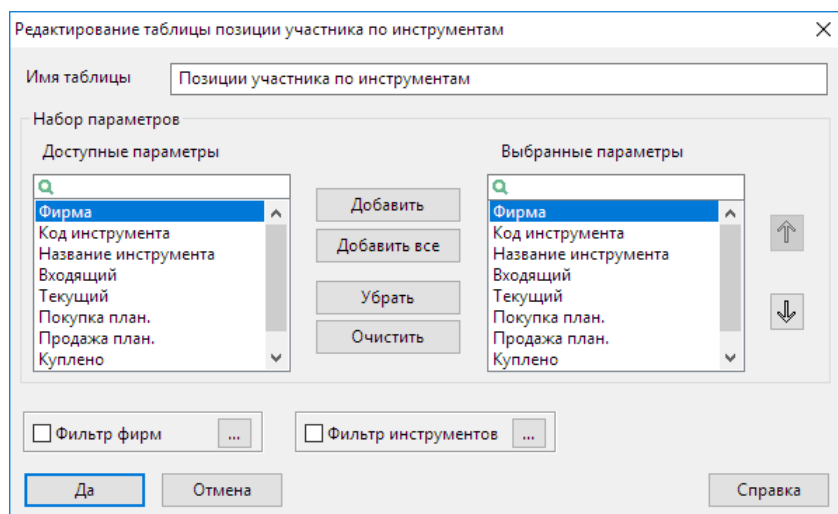 Редактирование таблицы позиции участника по инструментам
Имя таблицы
Позиции участника по инструментам
Набор параметров
Доступные параметры
Выбранные параметры
Фирма
Код инструмента
Название инструмента
Входящий
Текущий
Покупка план.
Продажа план.
Куплено
Добавить
Добавить все
Убрать
Очистить
Фирма
Код инструмента
Название инструмента
Входящий
Текущий
Покупка план.
Продажа план.
Куплено
Фильтр фирм
...
Фильтр инструментов
...
Да
Отмена
Справка